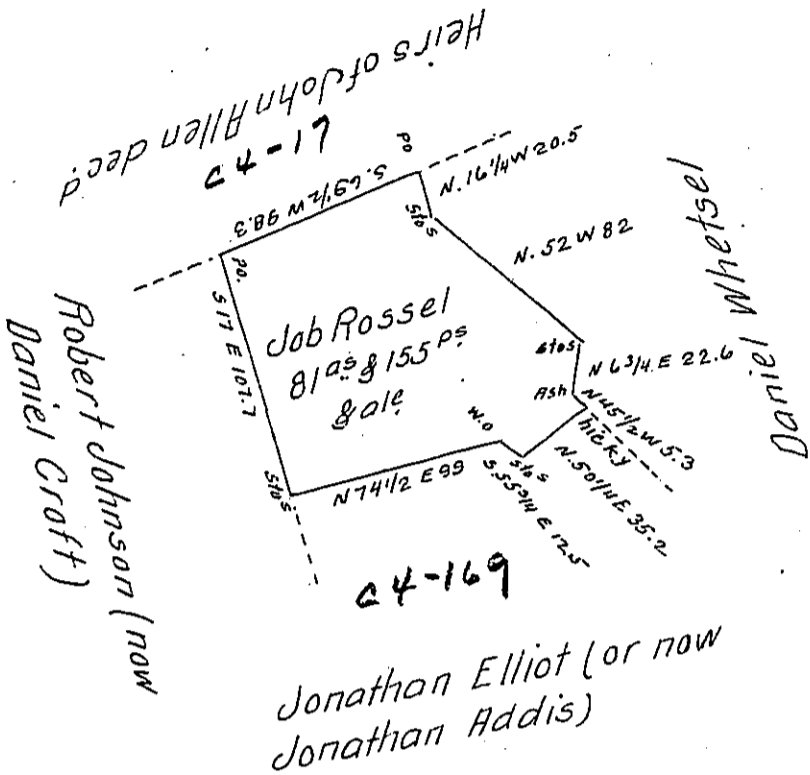 Heirs of John Allen dec.d
C4-17
S. 69 1/2 W 98.3
po
N. 16 1/4 W 20.5
stos
N. 52 W 82
Daniel Whetsel
po.
S 17 E 107.7
Job Rossel
81 as & 155 ps
& alc
stos
N 6 3/4 E 22.6
Ash
N 45 1/2 W 5.3
hicky
N. 50 1/4 E 35.2
W.O
stos
S. 55 3/4 E 12.5
N 74 1/2 E 99
stos.
Robert Johnson (now
Daniel Croft)
C4-169
Jonathan Elliot (or now
Jonathan Addis)